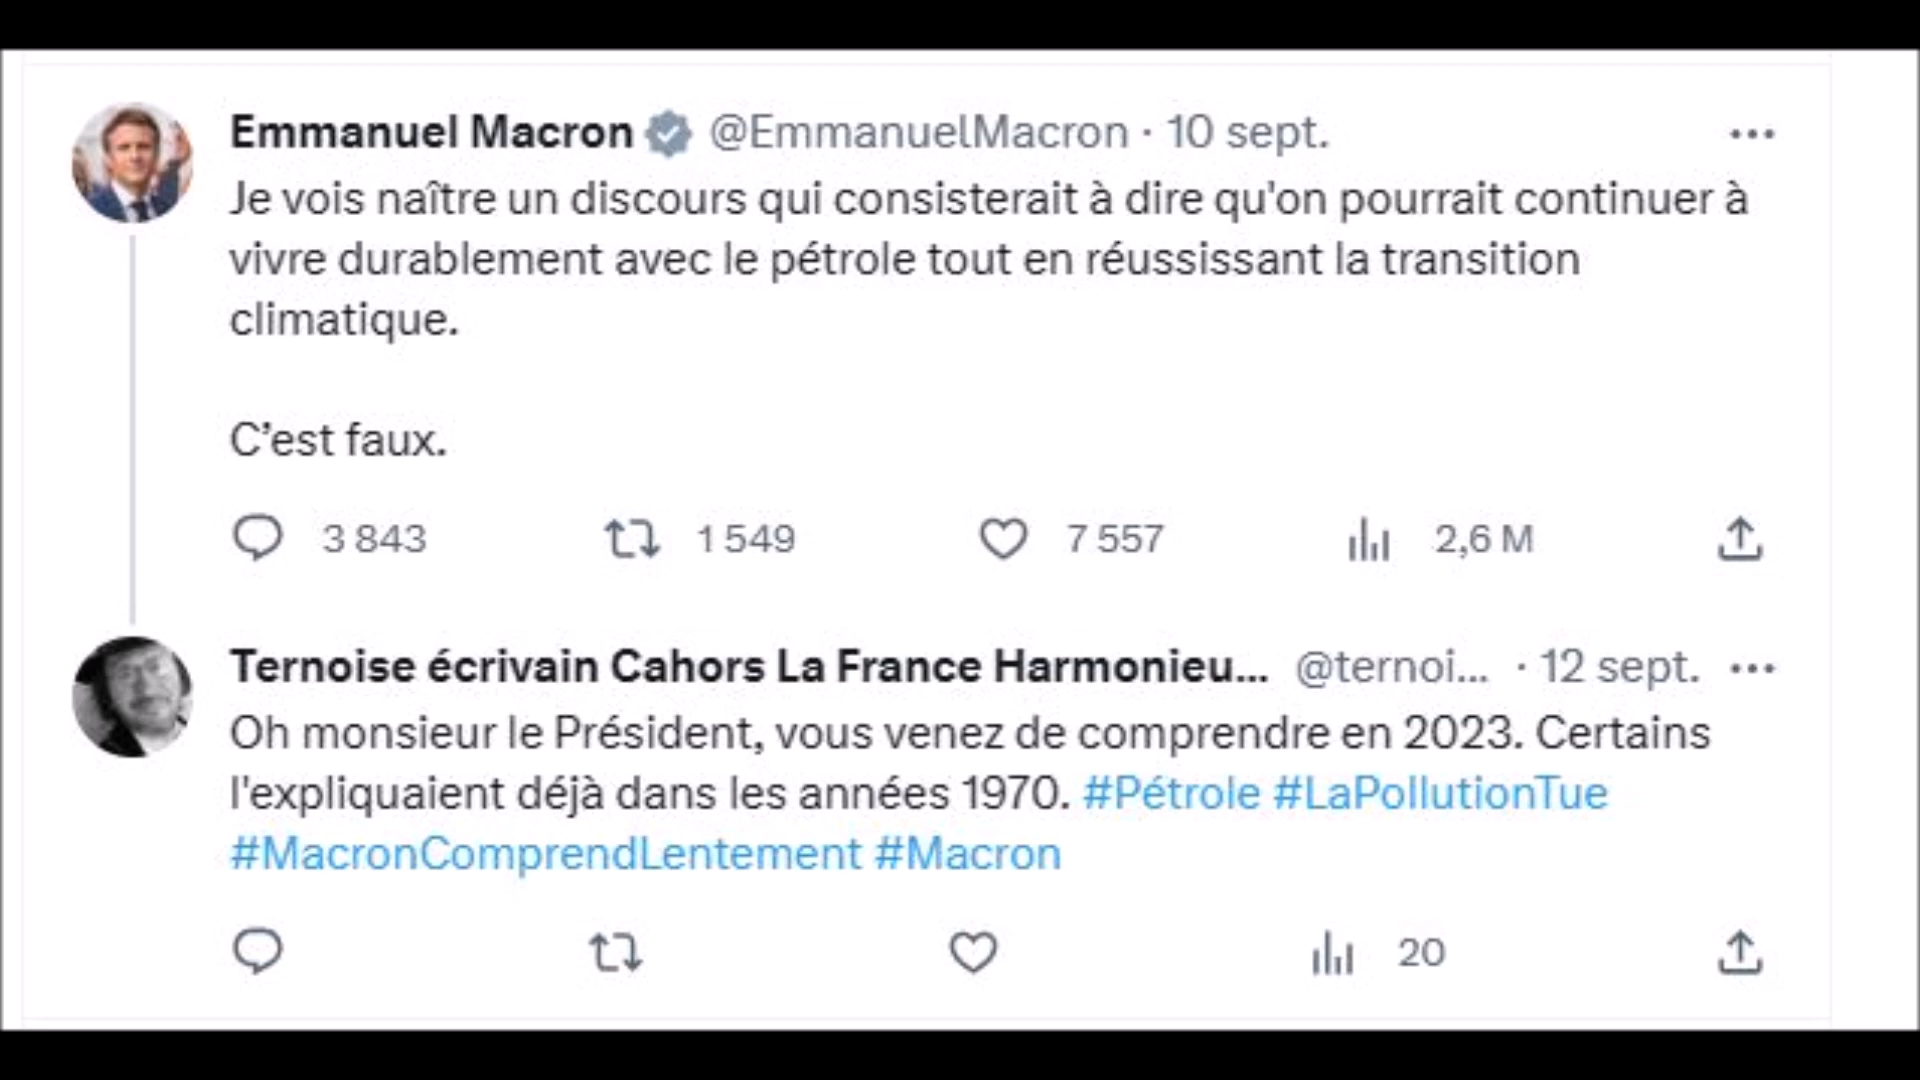 Emmanuel Macron @EmmanuelMacron · 10 sept.
Je vois naître un discours qui consisterait à dire qu'on pourrait continuer à
vivre durablement avec le pétrole tout en réussissant la transition
climatique.
C’est faux.
3 843 1 549 7 557 2,6 M
Ternoise écrivain Cahors La France Harmonieu... @ternoi... · 12 sept.
Oh monsieur le Président, vous venez de comprendre en 2023. Certains
l'expliquaient déjà dans les années 1970. #Pétrole #LaPollutionTue
#MacronComprendLentement #Macron
20